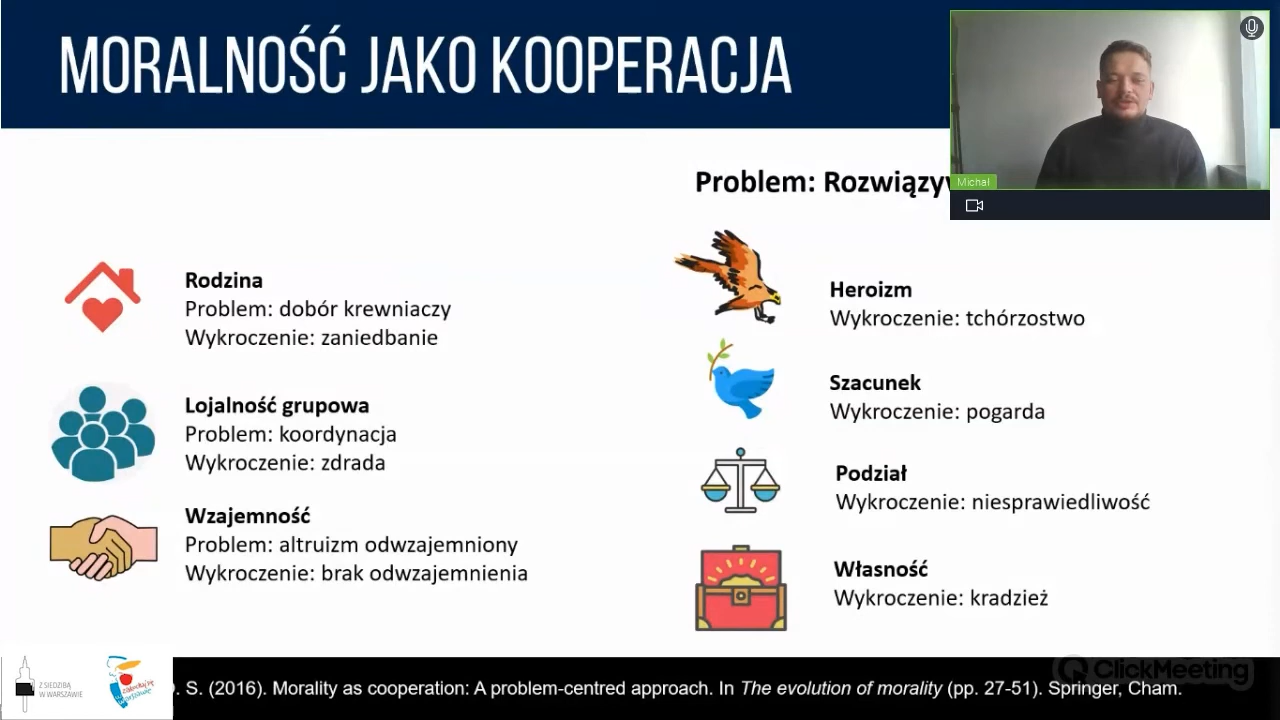 MORALNOŚĆ JAKO KOOPERACJA
Michał
Problem:
Rodzina
Problem: dobór krewniaczy
Wykroczenie: zaniedbanie
Lojalność grupowa
Problem: koordynacja
Wykroczenie: zdrada
Wzajemność
Problem: altruizm odwzajemniony
Wykroczenie: brak odwzajemnienia
Heroizm
Wykroczenie: tchórzostwo
Szacunek
Wykroczenie: pogarda
Podział
Wykroczenie: niesprawiedliwość
Własność
Wykroczenie: kradzież
Z SIEDZIBĄ
W WARSZAWIE
S. (2016). Morality as cooperation: A problem-centred approach. In The evolution of morality (pp. 27-51). Springer, Cham.
ClickMeeting